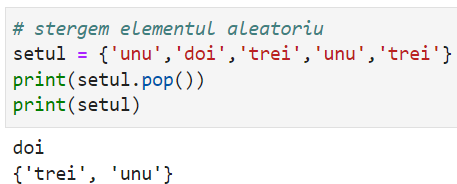 # stergem elementul aleatoriu
setul = {'unu','doi','trei','unu','trei'}
print(setul.pop())
print(setul)
doi
{'trei', 'unu'}